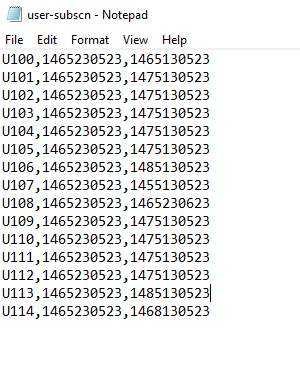 user-subscn - Notepad
File Edit Format View Help
U100,1465230523,1465130523
U101,1465230523,1475130523
U102,1465230523,1475130523
U103,1465230523,1475130523
U104,1465230523,1475130523
U105,1465230523,1475130523
U106,1465230523,1485130523
U107,1465230523,1455130523
U108,1465230523,1465230623
U109,1465230523,1475130523
U110,1465230523,1475130523
U111,1465230523,1475130523
U112,1465230523,1475130523
U113,1465230523,1485130523
U114,1465230523,1468130523